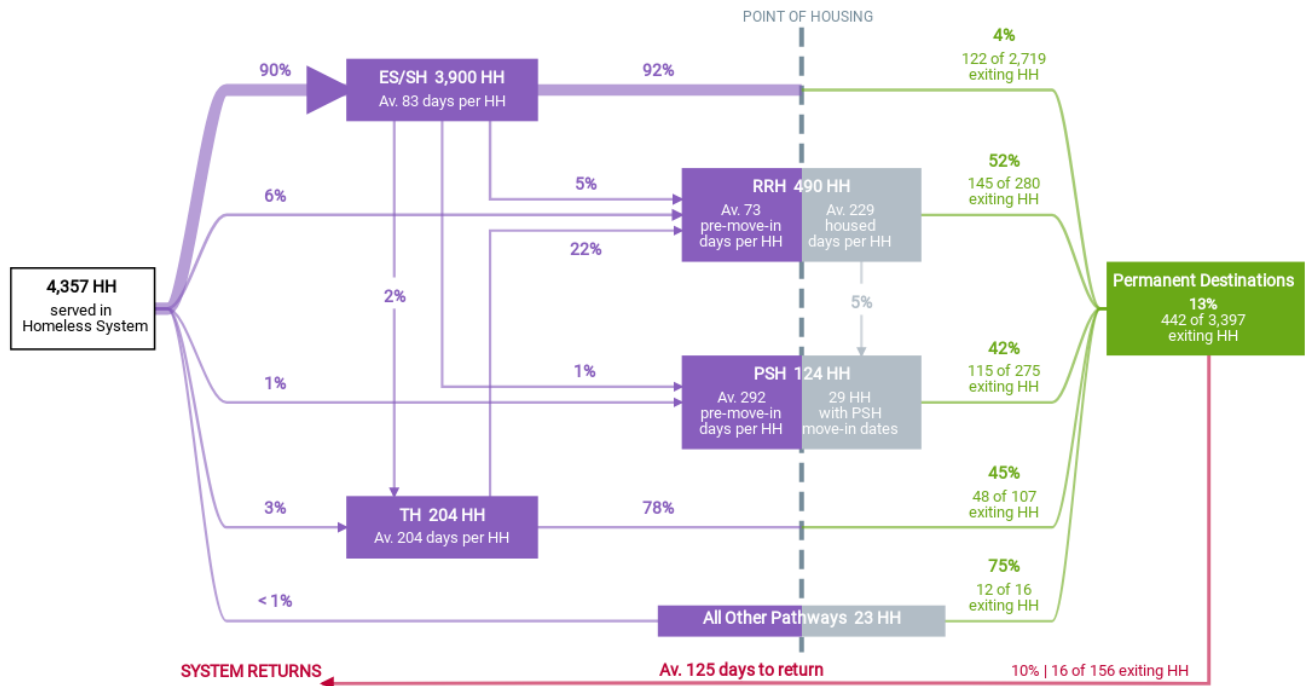 POINT OF HOUSING
90%
ES/SH 3,900 HH
Av. 83 days per HH
92%
4%
122 of 2,719
exiting HH
6%
5%
RRH 490 HH
Av. 73
pre-move-in
days per HH
Av. 229
housed
days per HH
52%
145 of 280
exiting HH
22%
4,357 HH
served in
Homeless System
2%
5%
Permanent Destinations
13%
442 of 3,397
exiting HH
1%
1%
PSH 124 HH
Av. 292
pre-move-in
days per HH
29 HH
with PSH
move-in dates
42%
115 of 275
exiting HH
3%
TH 204 HH
Av. 204 days per HH
78%
45%
48 of 107
exiting HH
< 1%
All Other Pathways 23 HH
75%
12 of 16
exiting HH
SYSTEM RETURNS
Av. 125 days to return
10% | 16 of 156 exiting HH